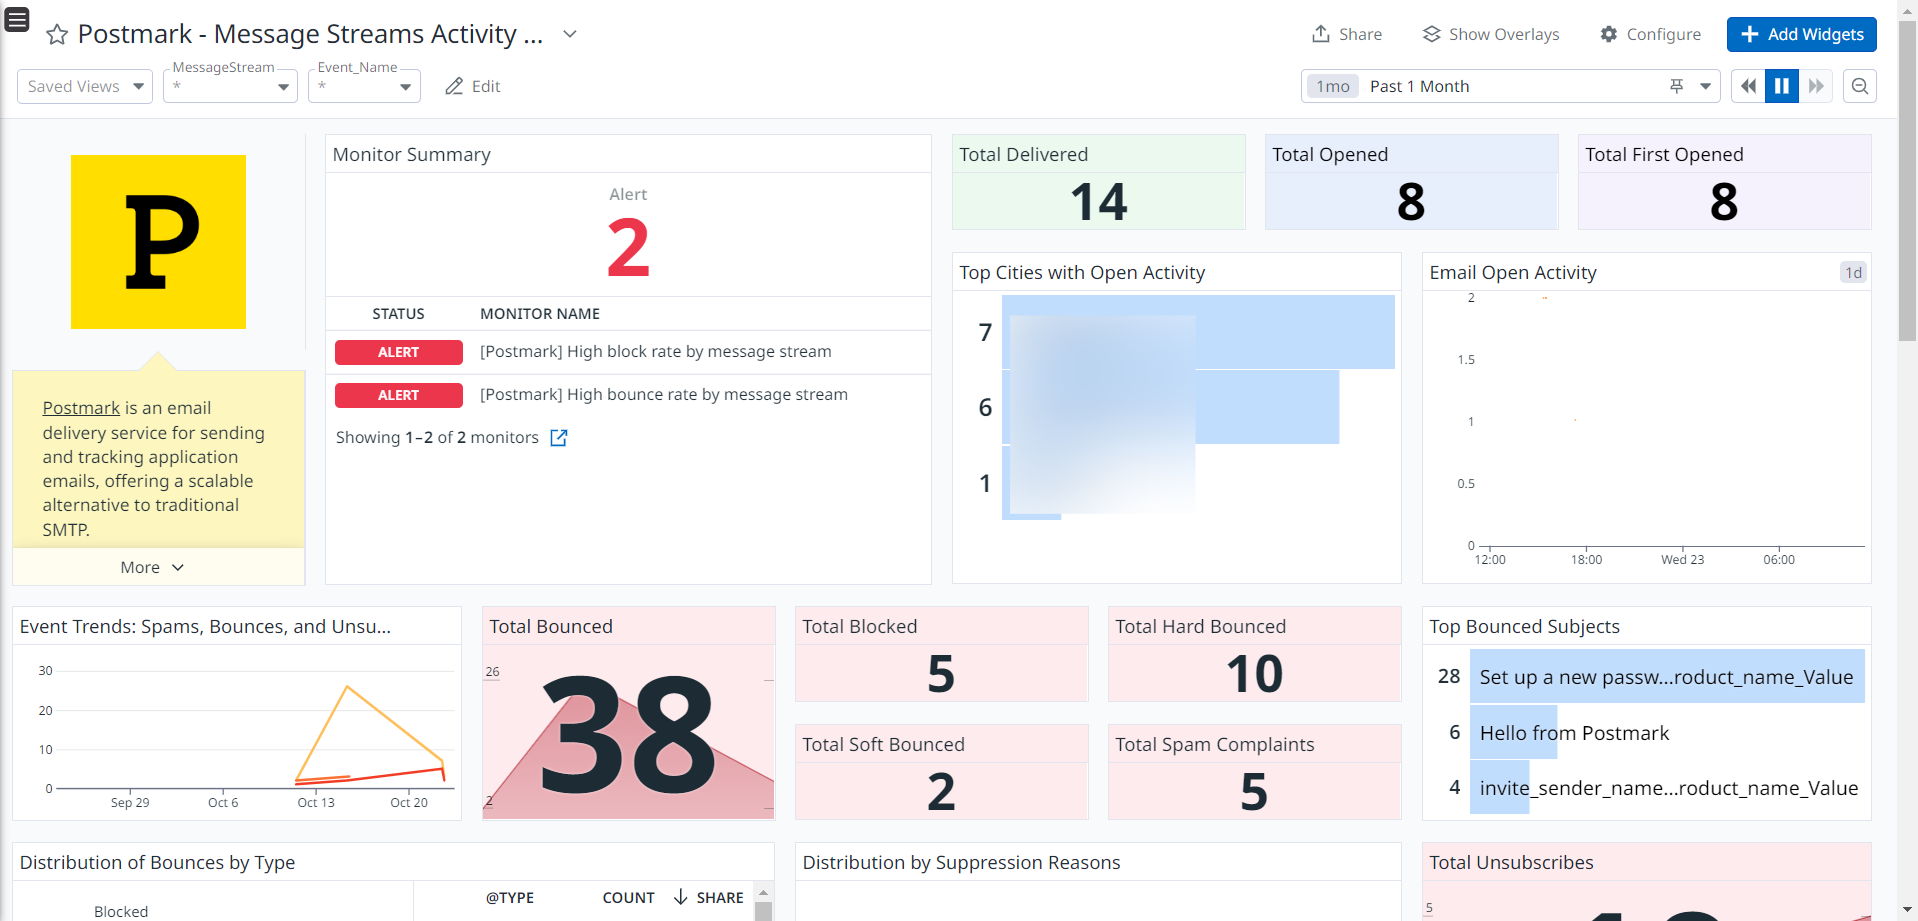 Postmark - Message Streams Activity ...
Share
Show Overlays
Configure
Add Widgets
Saved Views
MessageStream
*
Event_Name
*
Edit
1mo
Past 1 Month
P
Postmark is an email
delivery service for sending
and tracking application
emails, offering a scalable
alternative to traditional
SMTP.
More
Monitor Summary
Alert
2
STATUS
MONITOR NAME
ALERT
[Postmark] High block rate by message stream
ALERT
[Postmark] High bounce rate by message stream
Showing 1–2 of 2 monitors
Total Delivered
14
Total Opened
8
Total First Opened
8
Top Cities with Open Activity
7
6
1
Email Open Activity
1d
2
1.5
1
0.5
0
12:00
18:00
Wed 23
06:00
Event Trends: Spams, Bounces, and Unsu...
30
20
10
0
Sep 29
Oct 6
Oct 13
Oct 20
Total Bounced
26
38
2
Total Blocked
5
Total Hard Bounced
10
Total Soft Bounced
2
Total Spam Complaints
5
Top Bounced Subjects
28
Set up a new passw...roduct_name_Value
6
Hello from Postmark
4
invite_sender_name...roduct_name_Value
Distribution of Bounces by Type
Blocked
@TYPE
COUNT
SHARE
Distribution by Suppression Reasons
Total Unsubscribes
5